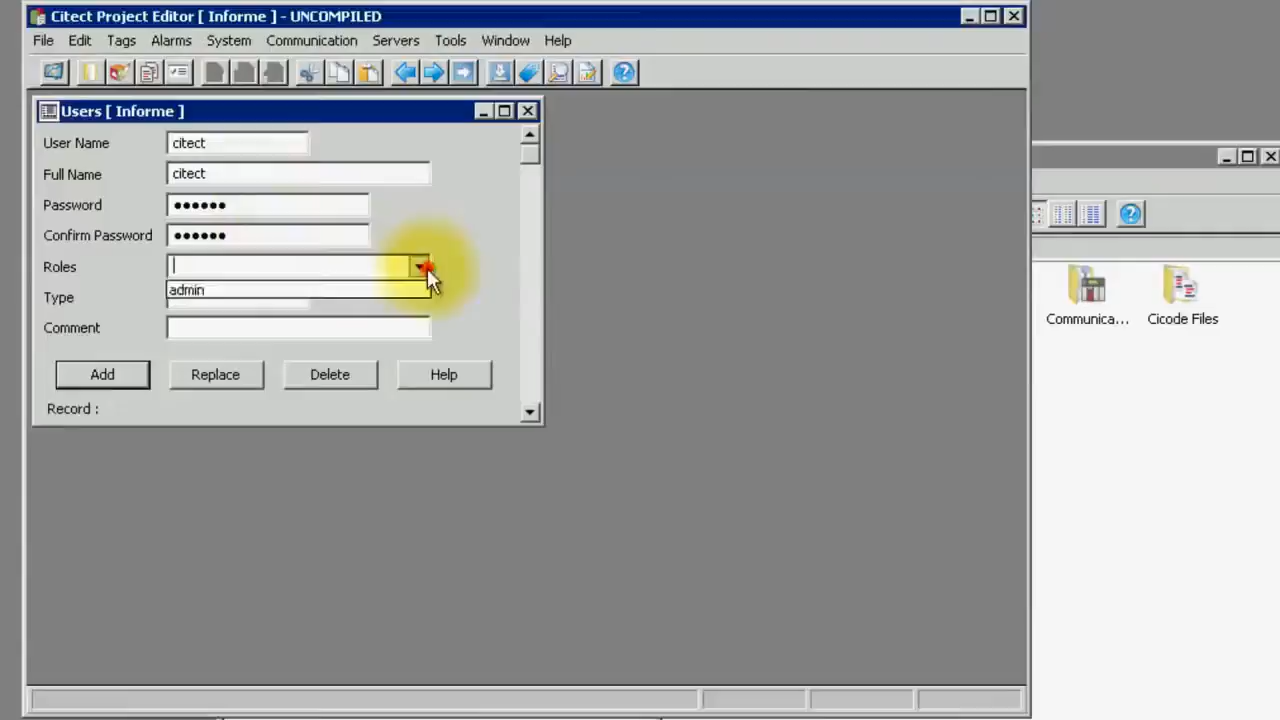 Citect Project Editor [ Informe ] - UNCOMPILED
File Edit Tags Alarms System Communication Servers Tools Window Help
Users [ Informe ]
User Name citect
Full Name citect
Password ●●●●●●
Confirm Password ●●●●●●
Roles
admin
Type
Comment
Add Replace Delete Help
Record :
Communica... Cicode Files